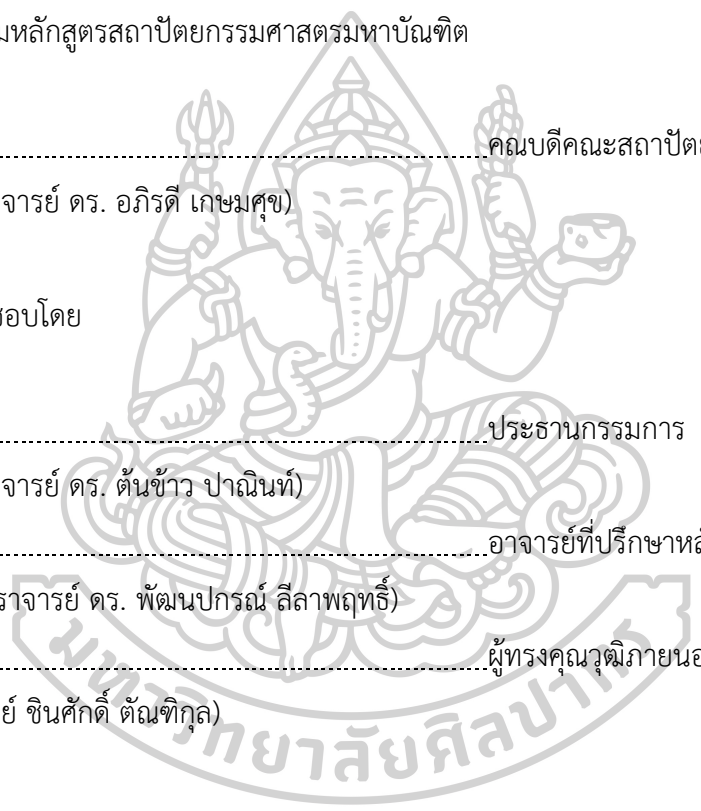 มหลักสูตรสถาปัตยกรรมศาสตรมหาบัณฑิต
คณบดีคณะสถาปัตย
จารย์ ดร. อภิรดี เกษมศุข)
สอบโดย
ประธานกรรมการ
จารย์ ดร. ต้นข้าว ปาณินท์)
อาจารย์ที่ปรึกษาหลั
ราจารย์ ดร. พัฒนปกรณ์ ลีลาพฤทธิ์)
ผู้ทรงคุณวุฒิภายนอ
ย์ ชินศักดิ์ ตัณฑิกุล)
มหาวิทยาลัยศิลปากร